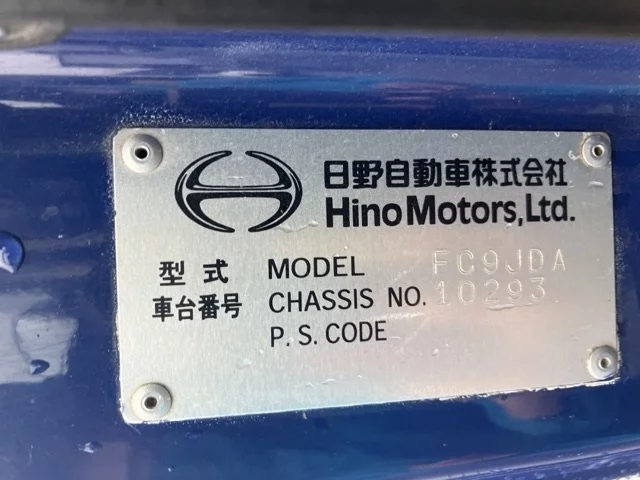 日野自動車株式会社
Hino Motors, Ltd.
型式 MODEL FC9JDA
車台番号 CHASSIS NO. 10293
P. S. CODE